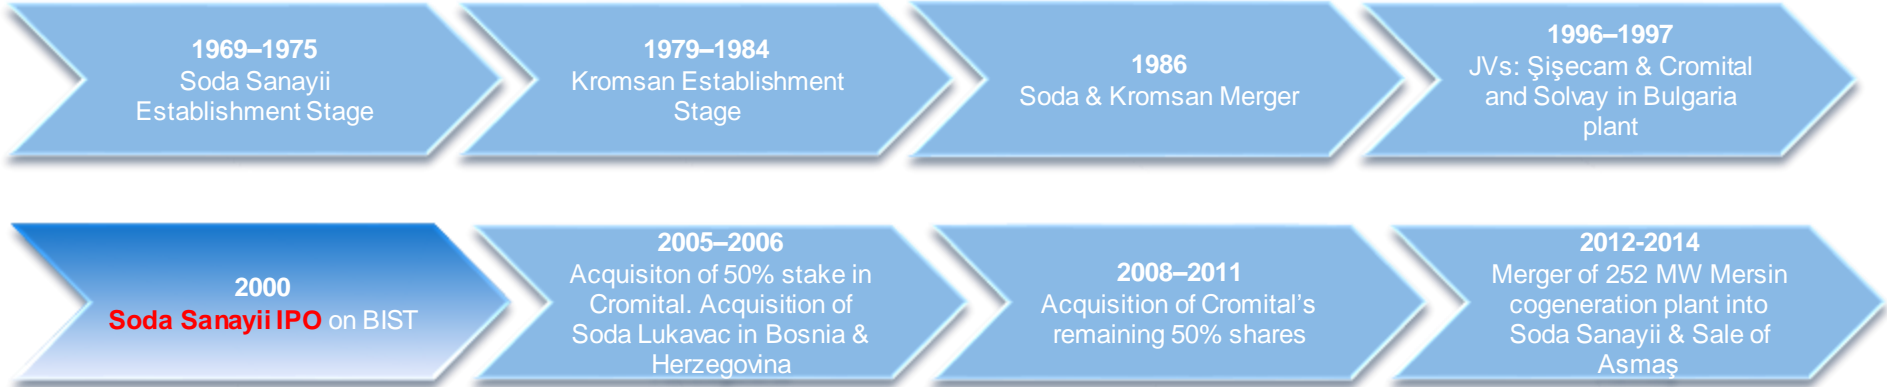 1969–1975
Soda Sanayii
Establishment Stage
1979–1984
Kromsan Establishment
Stage
1986
Soda & Kromsan Merger
1996–1997
JVs: Şişecam & Cromital
and Solvay in Bulgaria
plant
2000
Soda Sanayii IPO on BIST
2005–2006
Acquisiton of 50% stake in
Cromital. Acquisition of
Soda Lukavac in Bosnia &
Herzegovina
2008–2011
Acquisition of Cromital’s
remaining 50% shares
2012-2014
Merger of 252 MW Mersin
cogeneration plant into
Soda Sanayii & Sale of
Asmaş